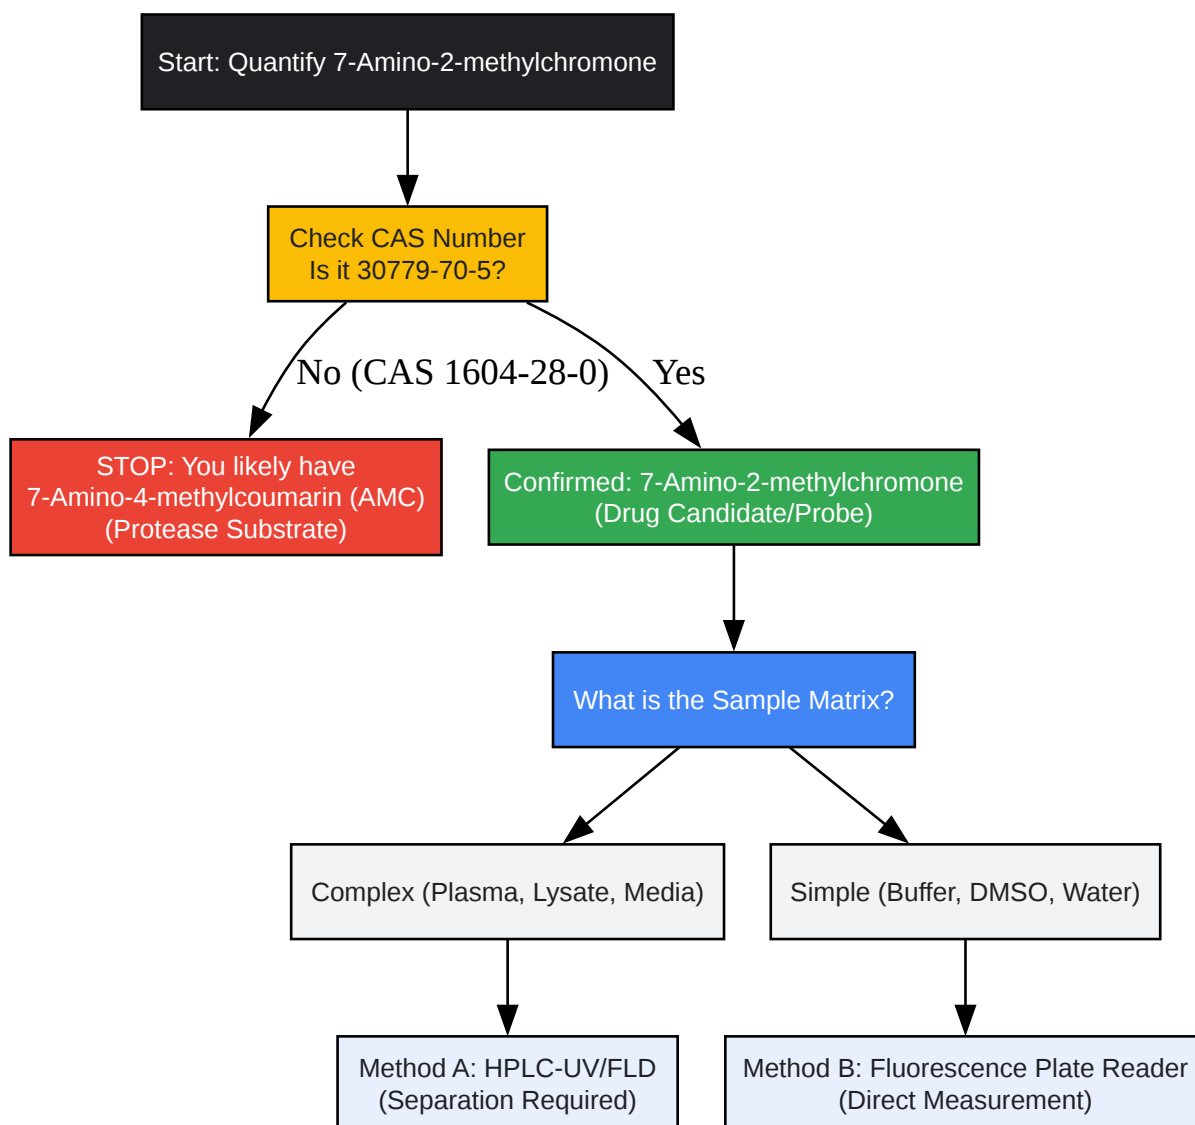 Start: Quantify 7-Amino-2-methylchromone
Check CAS Number
Is it 30779-70-5?
No (CAS 1604-28-0)
Yes
STOP: You likely have
7-Amino-4-methylcoumarin (AMC)
(Protease Substrate)
Confirmed: 7-Amino-2-methylchromone
(Drug Candidate/Probe)
What is the Sample Matrix?
Complex (Plasma, Lysate, Media)
Simple (Buffer, DMSO, Water)
Method A: HPLC-UV/FLD
(Separation Required)
Method B: Fluorescence Plate Reader
(Direct Measurement)